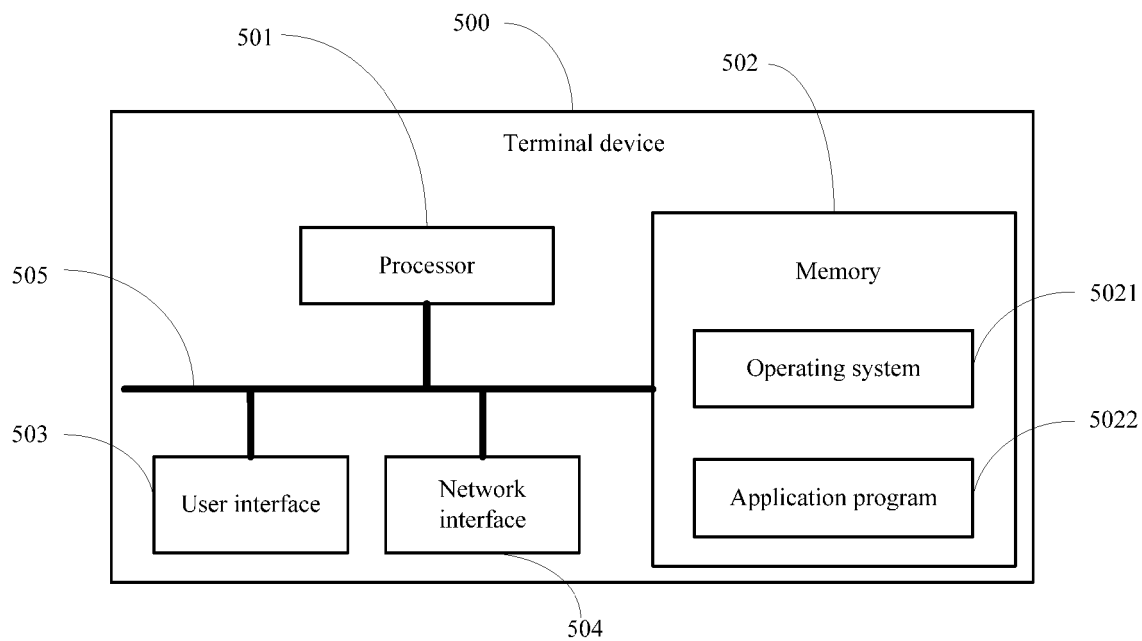 500
501
502
Terminal device
Processor
Memory
505
5021
Operating system
5022
503
User interface
Network
interface
Application program
504